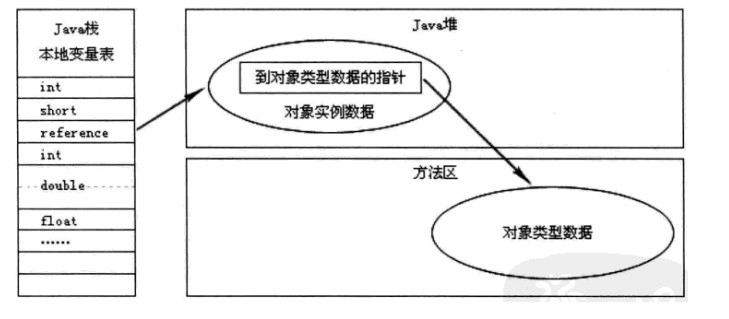 Java栈
本地变量表
int
short
reference
int
double
float
……
Java堆
到对象类型数据的指针
对象实例数据
方法区
对象类型数据